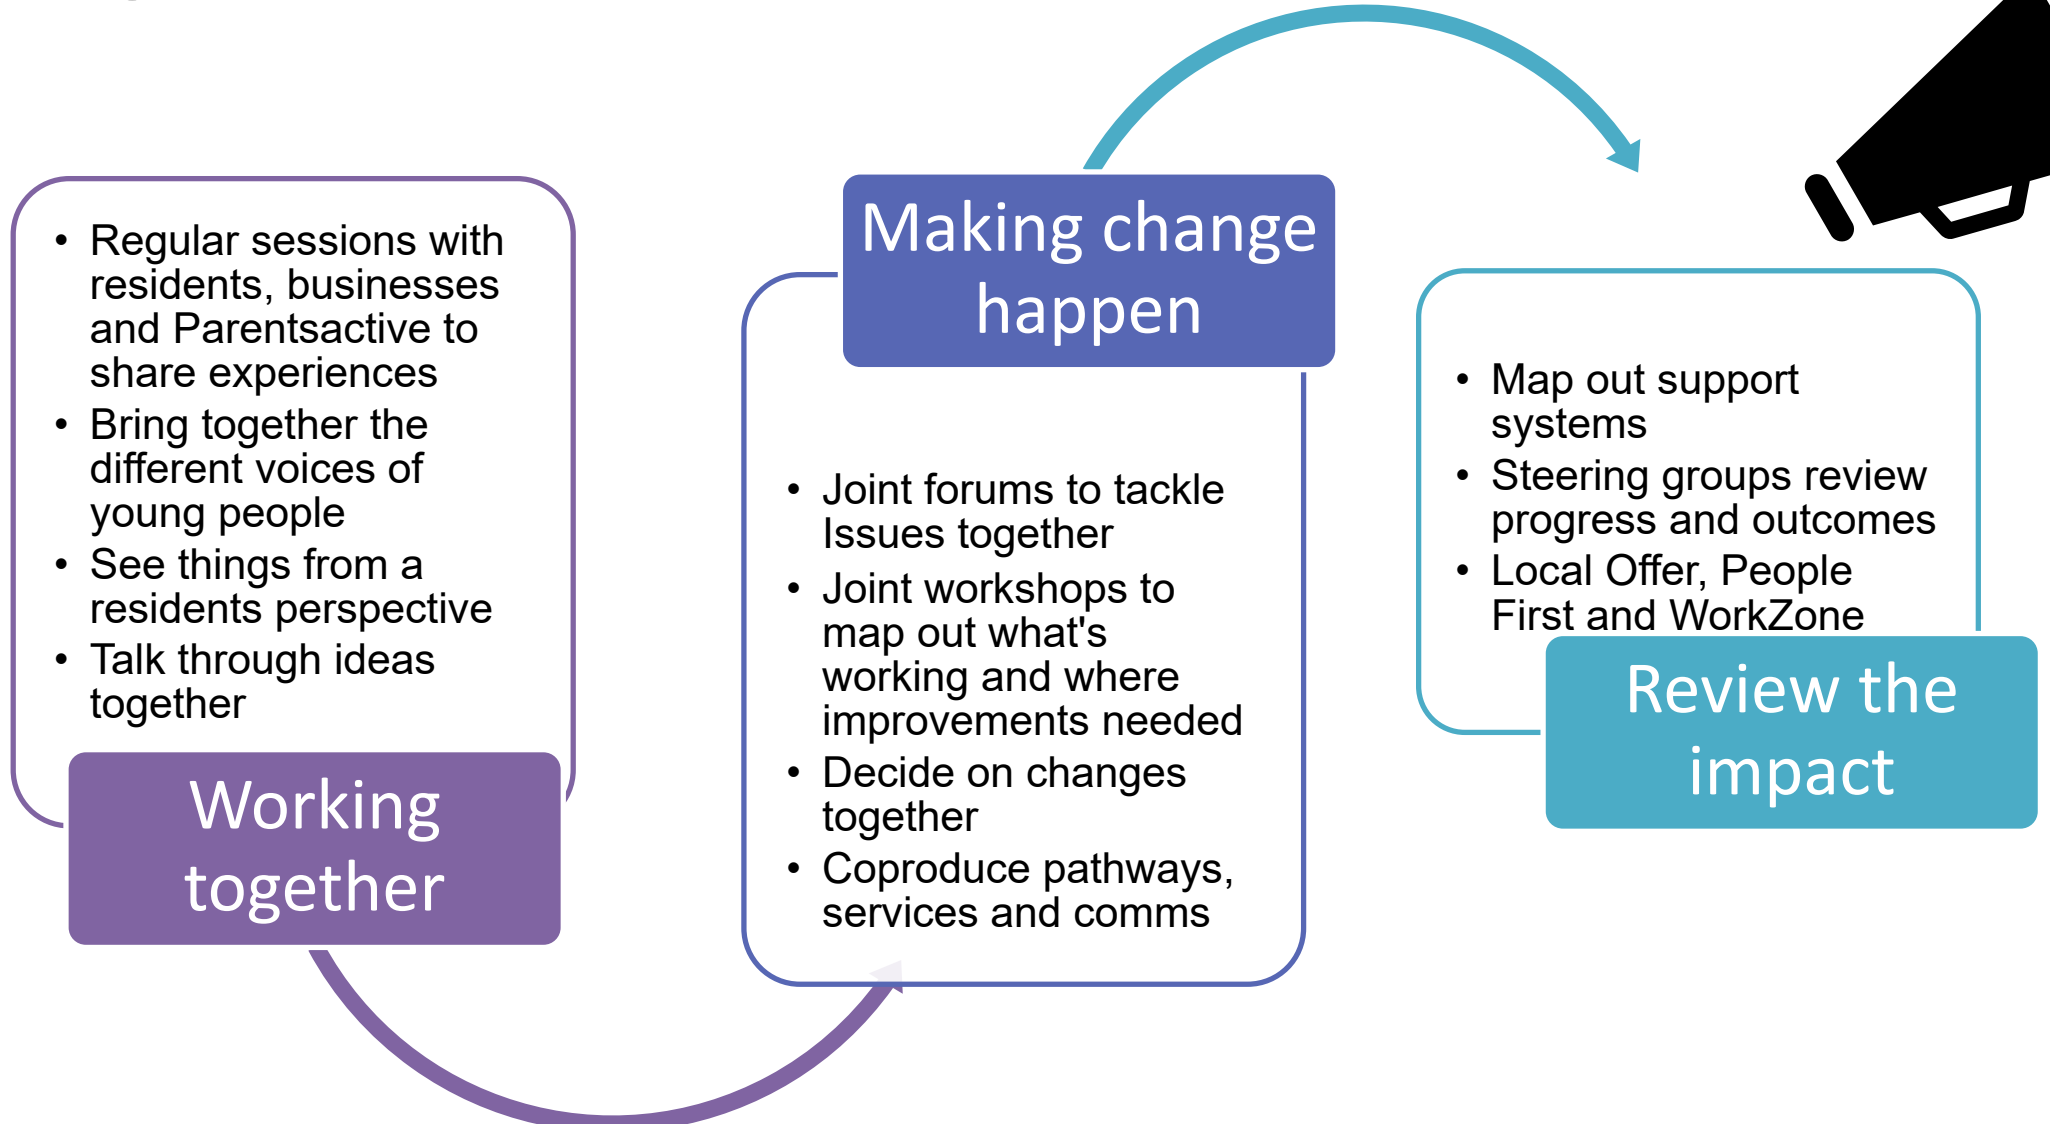 • Regular sessions with
residents, businesses
and Parentsactive to
share experiences
• Bring together the
different voices of
young people
• See things from a
residents perspective
• Talk through ideas
together
Working
together
Making change
happen
• Joint forums to tackle
Issues together
• Joint workshops to
map out what's
working and where
improvements needed
• Decide on changes
together
• Coproduce pathways,
services and comms
• Map out support
systems
• Steering groups review
progress and outcomes
• Local Offer, People
First and WorkZone
Review the
impact